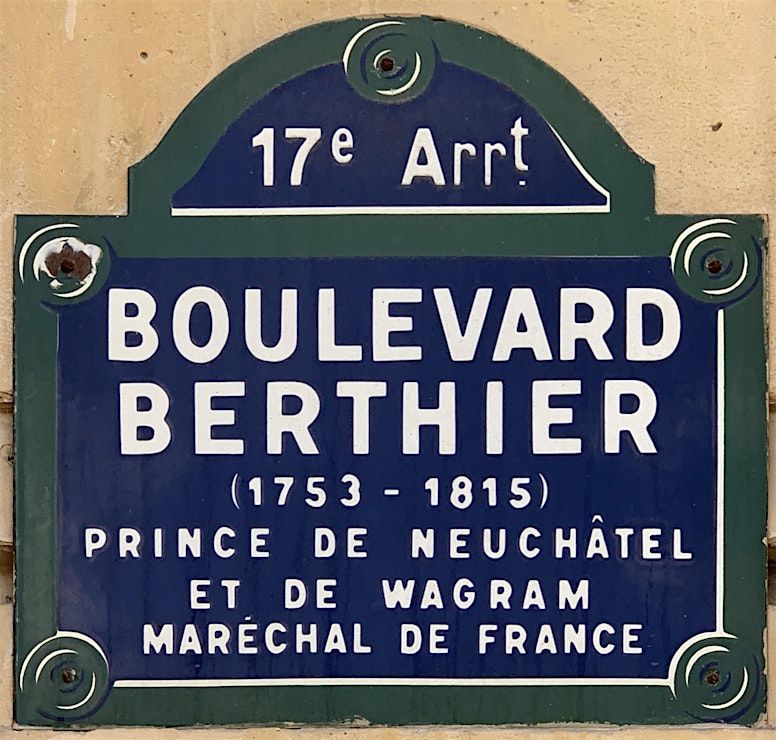 17e Arrt.
BOULEVARD
BERTHIER
(1753 - 1815)
PRINCE DE NEUCHÂTEL
ET DE WAGRAM
MARÉCHAL DE FRANCE